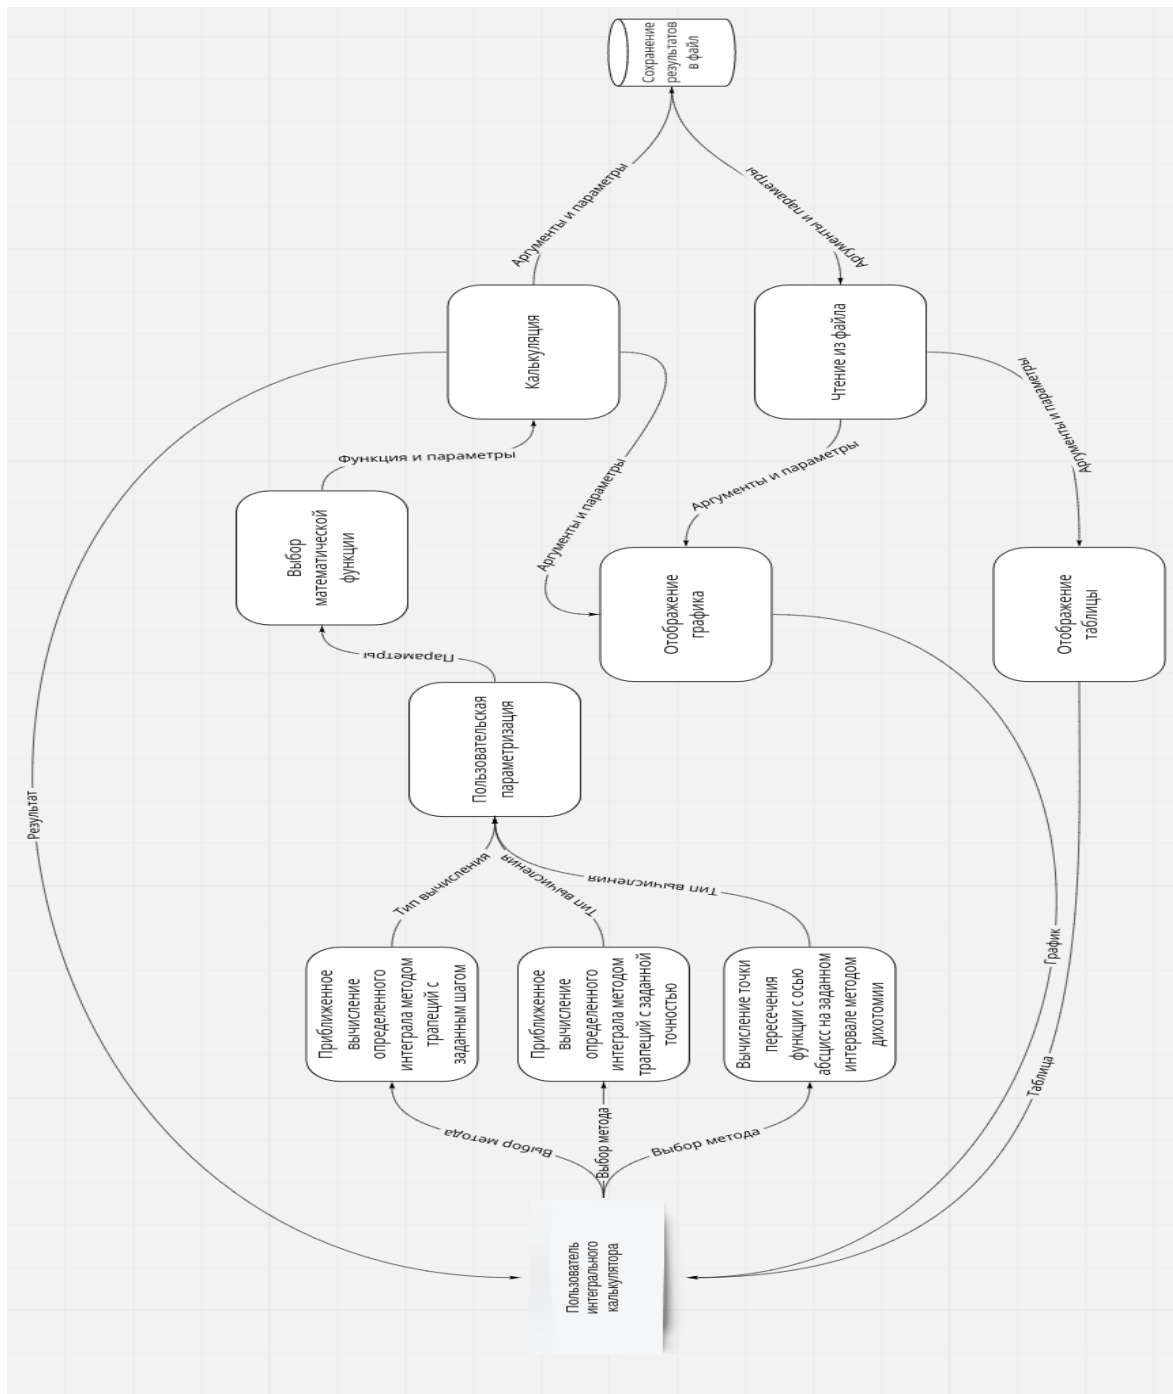 Пользователь
интегрального
калькулятора
Выбор метода
Выбор метода
Выбор метода
Приближенное
вычисление
определенного
интеграла методом
трапеций с
заданным шагом
Приближенное
вычисление
определенного
интеграла методом
трапеций с заданной
точностью
Вычисление точки
пересечения
функции с осью
абсцисс на заданном
интервале методом
дихотомии
Тип вычисления
Тип вычисления
Тип вычисления
Пользовательская
параметризация
Параметры
Выбор
математической
функции
Функция и параметры
Калькуляция
Результат
Аргументы и параметры
Аргументы и параметры
Сохранение
результатов
в файл
Аргументы и параметры
Чтение из файла
Аргументы и параметры
Аргументы и параметры
Отображение
графика
Отображение
таблицы
График
Таблица